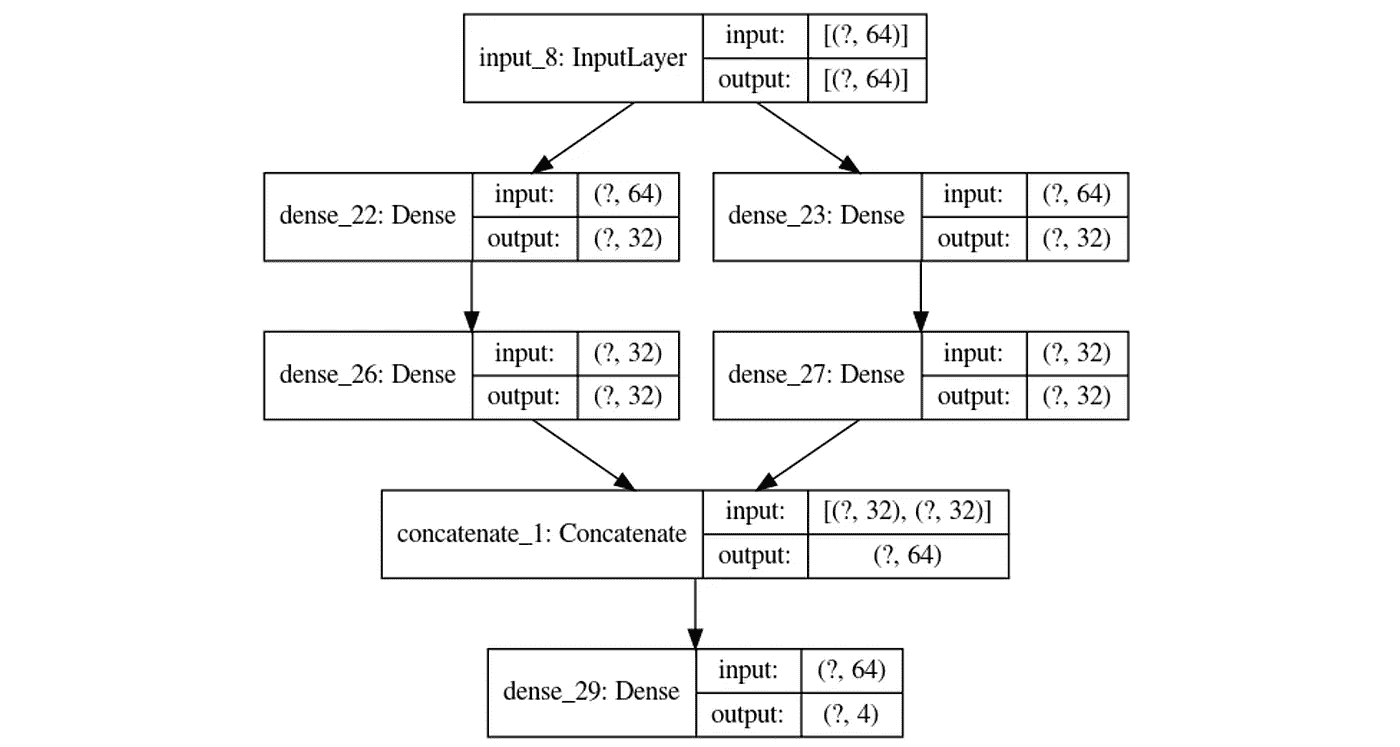 input_8: InputLayer
input: [(?, 64)]
output: [(?, 64)]
dense_22: Dense
input: (?, 64)
output: (?, 32)
dense_23: Dense
input: (?, 64)
output: (?, 32)
dense_26: Dense
input: (?, 32)
output: (?, 32)
dense_27: Dense
input: (?, 32)
output: (?, 32)
concatenate_1: Concatenate
input: [(?, 32), (?, 32)]
output: (?, 64)
dense_29: Dense
input: (?, 64)
output: (?, 4)